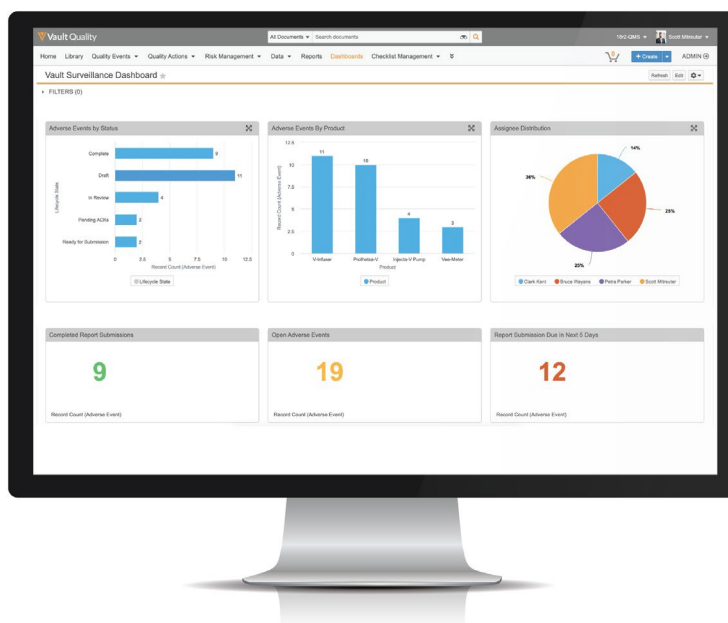 Vault Quality
All Documents
Search documents
19r2-QMS
Scott Mitreuter
Home Library Quality Events Quality Actions Risk Management Data Reports Dashboards Checklist Management
+ Create
ADMIN
Vault Surveillance Dashboard
Refresh Edit
FILTERS (0)
Adverse Events by Status
Lifecycle State
Complete 9
Draft 11
In Review 4
Pending ACKs 2
Ready for Submission 2
0 2.5 5 7.5 10 12.5
Record Count (Adverse Event)
Lifecycle State
Adverse Events By Product
Record Count (Adverse Event)
12.5
10
7.5
5
2.5
0
11 10 4 3
V-Infuser Prosthetse-V Injecta-V Pump Vee-Meter
Product
Product
Assignee Distribution
14%
25%
25%
36%
Clark Kent Bruce Wayens Petra Parker Scott Mitreuter
Completed Report Submissions
9
Record Count (Adverse Event)
Open Adverse Events
19
Record Count (Adverse Event)
Report Submission Due In Next 5 Days
12
Record Count (Adverse Event)